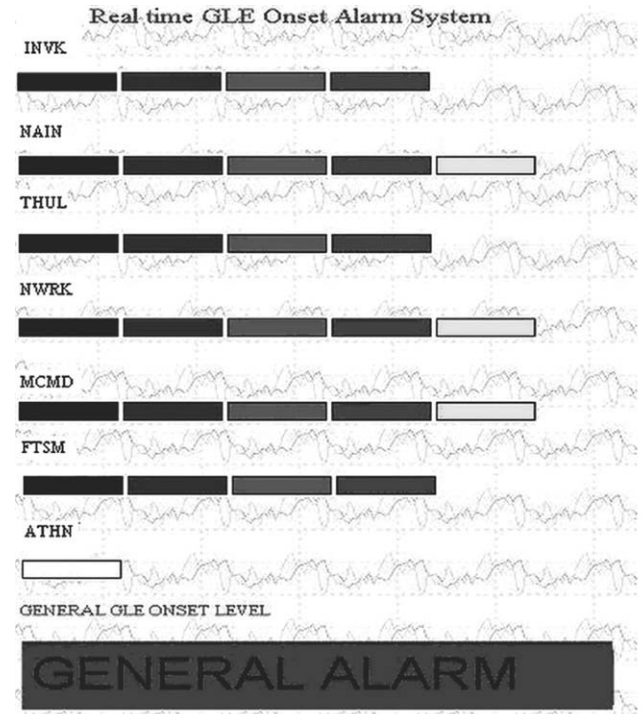 Real time GLE Onset Alarm System
INVK
NAIN
THUL
NWRK
MCMD
FTSM
ATHN
GENERAL GLE ONSET LEVEL
GENERAL ALARM